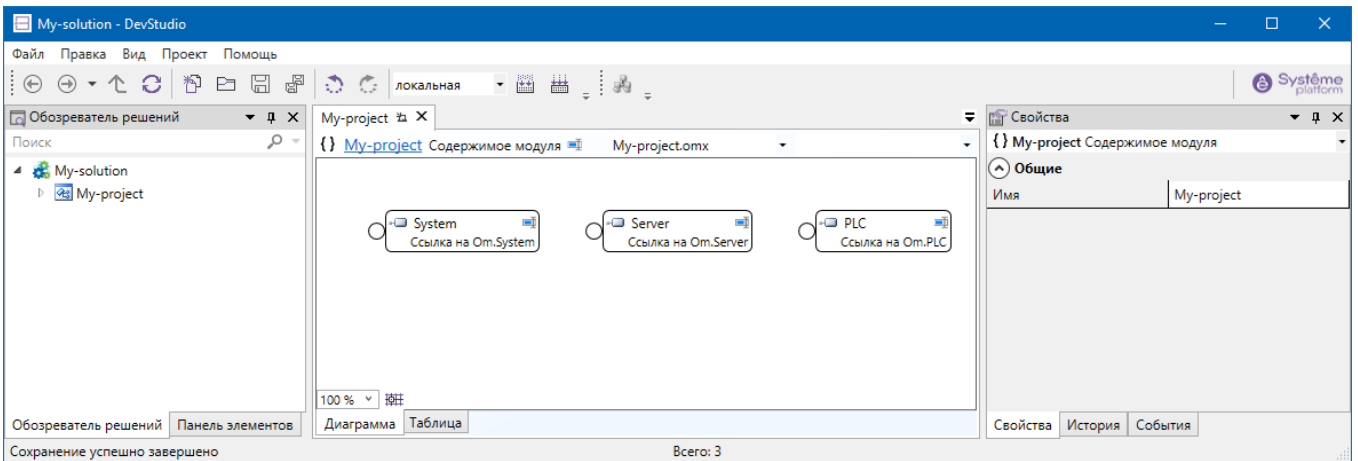 My-solution - DevStudio
Файл Правка Вид Проект Помощь
локальная
Système
platform
Обозреватель решений
Поиск
My-solution
My-project
Обозреватель решений Панель элементов
My-project
{} My-project Содержимое модуля My-project.omx
System
Ссылка на Om.System
Server
Ссылка на Om.Server
PLC
Ссылка на Om.PLC
100 %
Диаграмма Таблица
Свойства
{} My-project Содержимое модуля
Общие
Имя My-project
Свойства История События
Сохранение успешно завершено Всего: 3